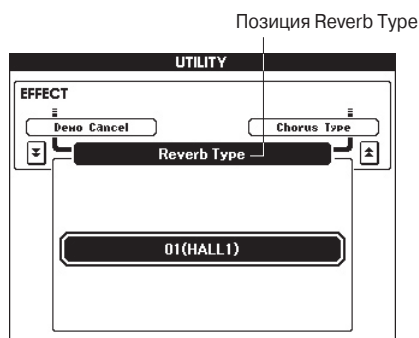 Позиция Reverb Type
UTILITY
EFFECT
Demo Cancel
Chorus Type
Reverb Type
01(HALL1)